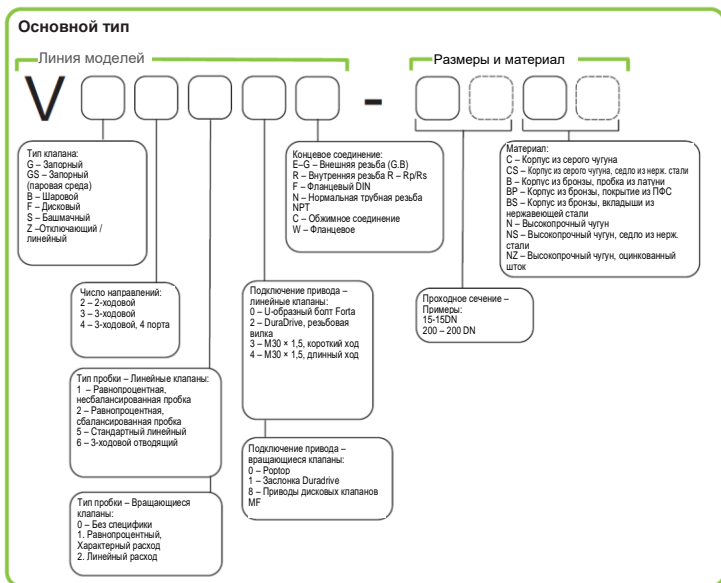 Основной тип
Линия моделей
Размеры и материал
V
-
Тип клапана:
G – Запорный
GS – Запорный
(паровая среда)
B – Шаровой
F – Дисковый
S – Башмачный
Z –Отключающий /
линейный
Концевое соединение:
E–G – Внешняя резьба (G.B)
R – Внутренняя резьба R – Rp/Rs
F – Фланцевый DIN
N – Нормальная трубная резьба
NPT
C – Обжимное соединение
W – Фланцевое
Материал:
C – Корпус из серого чугуна
CS – Корпус из серого чугуна, седло из нерж. стали
B – Корпус из бронзы, пробка из латуни
BP – Корпус из бронзы, покрытие из ПФС
BS – Корпус из бронзы, вкладыши из
нержавеющей стали
N – Высокопрочный чугун
NS – Высокопрочный чугун, седло из нерж.
стали
NZ – Высокопрочный чугун, оцинкованный
шток
Число направлений:
2 – 2-ходовой
3 – 3-ходовой
4 – 3-ходовой, 4 порта
Подключение привода –
линейные клапаны:
0 – U-образный болт Forta
2 – DuraDrive, резьбовая
вилка
3 – M30 × 1,5, короткий ход
4 – M30 × 1,5, длинный ход
Проходное сечение –
Примеры:
15-15DN
200 – 200 DN
Тип пробки – Линейные клапаны:
1 – Равнопроцентная,
несбалансированная пробка
2 – Равнопроцентная,
сбалансированная пробка
5 – Стандартный линейный
6 – 3-ходовой отводящий
Подключение привода –
вращающиеся клапаны:
0 – Poptop
1 – Заслонка Duradrive
8 – Приводы дисковых клапанов
MF
Тип пробки – Вращающиеся
клапаны:
0 – Без специфики
1. Равнопроцентный,
Характерный расход
2. Линейный расход